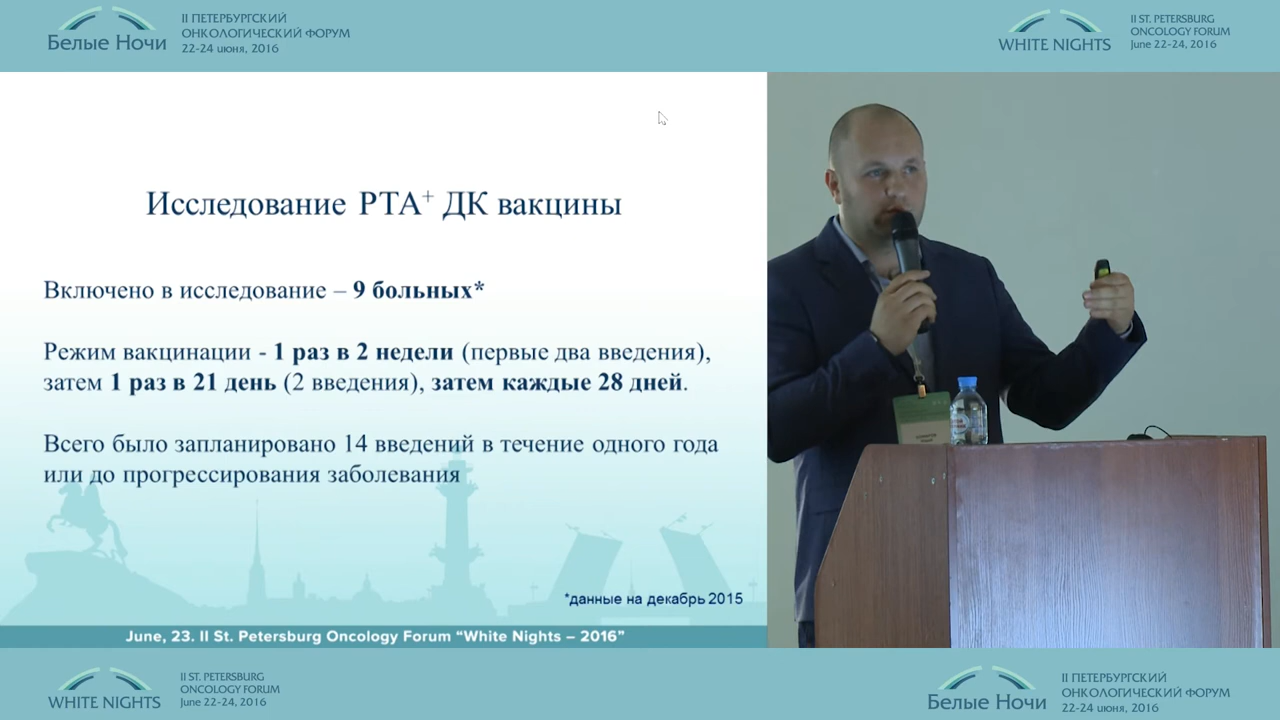 Белые Ночи
II ПЕТЕРБУРГСКИЙ
ОНКОЛОГИЧЕСКИЙ ФОРУМ
22-24 июня, 2016
WHITE NIGHTS
II ST. PETERSBURG
ONCOLOGY FORUM
June 22-24, 2016
Исследование РТА+ ДК вакцины
Включено в исследование – 9 больных*
Режим вакцинации - 1 раз в 2 недели (первые два введения),
затем 1 раз в 21 день (2 введения), затем каждые 28 дней.
Всего было запланировано 14 введений в течение одного года
или до прогрессирования заболевания
*данные на декабрь 2015
June, 23. II St. Petersburg Oncology Forum “White Nights – 2016”
WHITE NIGHTS
II ST. PETERSBURG
ONCOLOGY FORUM
June 22-24, 2016
Белые Ночи
II ПЕТЕРБУРГСКИЙ
ОНКОЛОГИЧЕСКИЙ ФОРУМ
22-24 июня, 2016